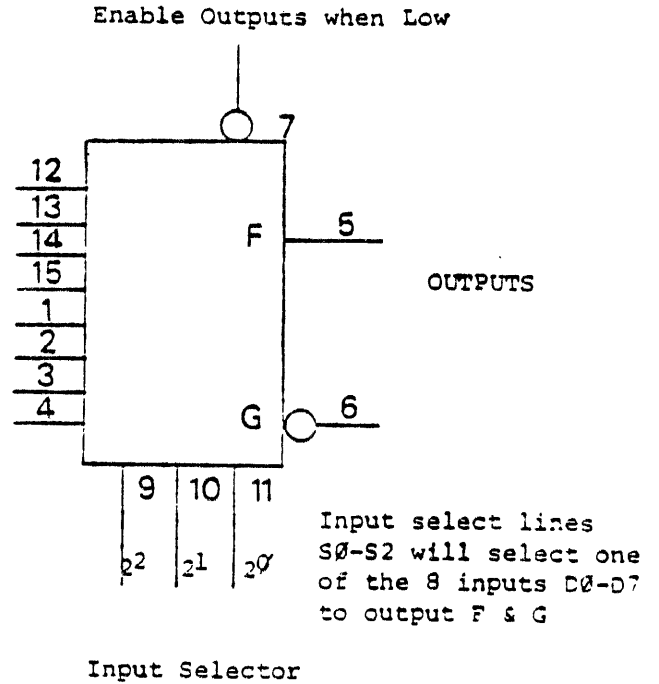 Enable Outputs when Low
7
12
13
14
15
1
2
3
4
F
5
OUTPUTS
G
6
9 10 11
2² 2¹ 2⁰
Input select lines
SØ-S2 will select one
of the 8 inputs DØ-D7
to output F & G
Input Selector